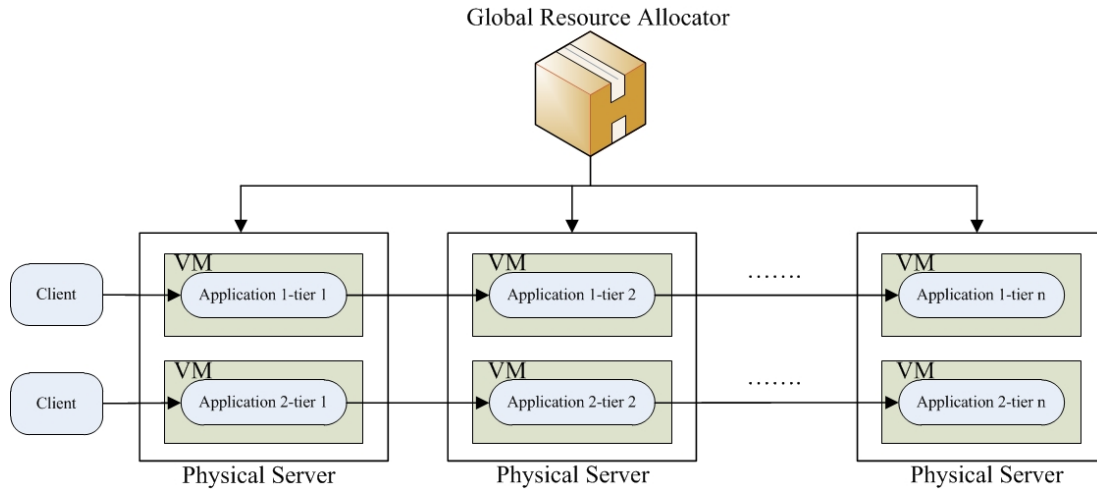 Global Resource Allocator
VM
VM
VM
.......
Client
Application 1-tier 1
Application 1-tier 2
Application 1-tier n
VM
VM
VM
.......
Client
Application 2-tier 1
Application 2-tier 2
Application 2-tier n
Physical Server
Physical Server
Physical Server